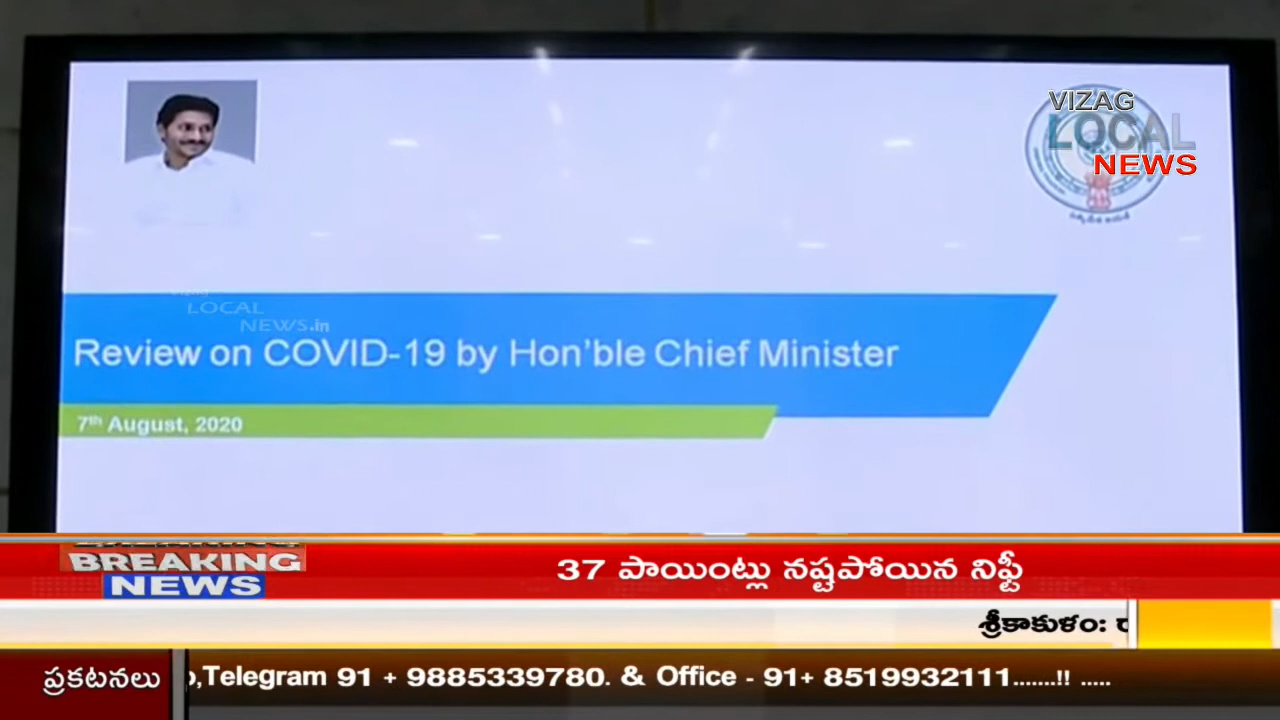 VIZAG
LOCAL
NEWS
LOCAL
NEWS.in
Review on COVID-19 by Hon'ble Chief Minister
7th August, 2020
BREAKING
NEWS
37 పాయింట్లు నష్టపోయిన నిఫ్టీ
శ్రీకాకుళం:
ప్రకటనలు
,Telegram 91 + 9885339780. & Office - 91+ 8519932111.......!! .....